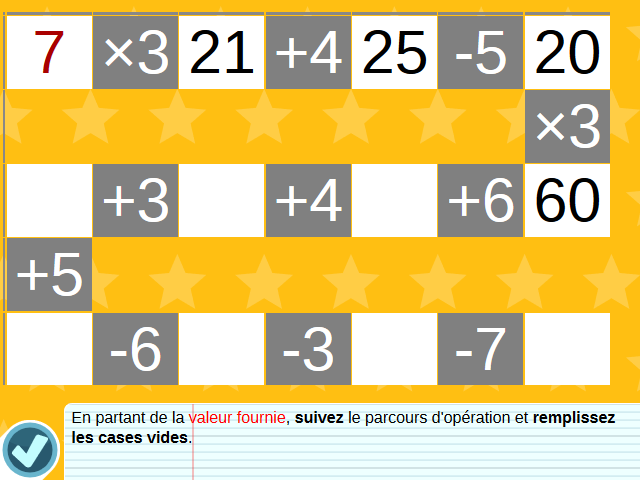 7 ×3 21 +4 25 -5 20
×3
+3 +4 +6 60
+5
-6 -3 -7
En partant de la valeur fournie, suivez le parcours d'opération et remplissez
les cases vides.